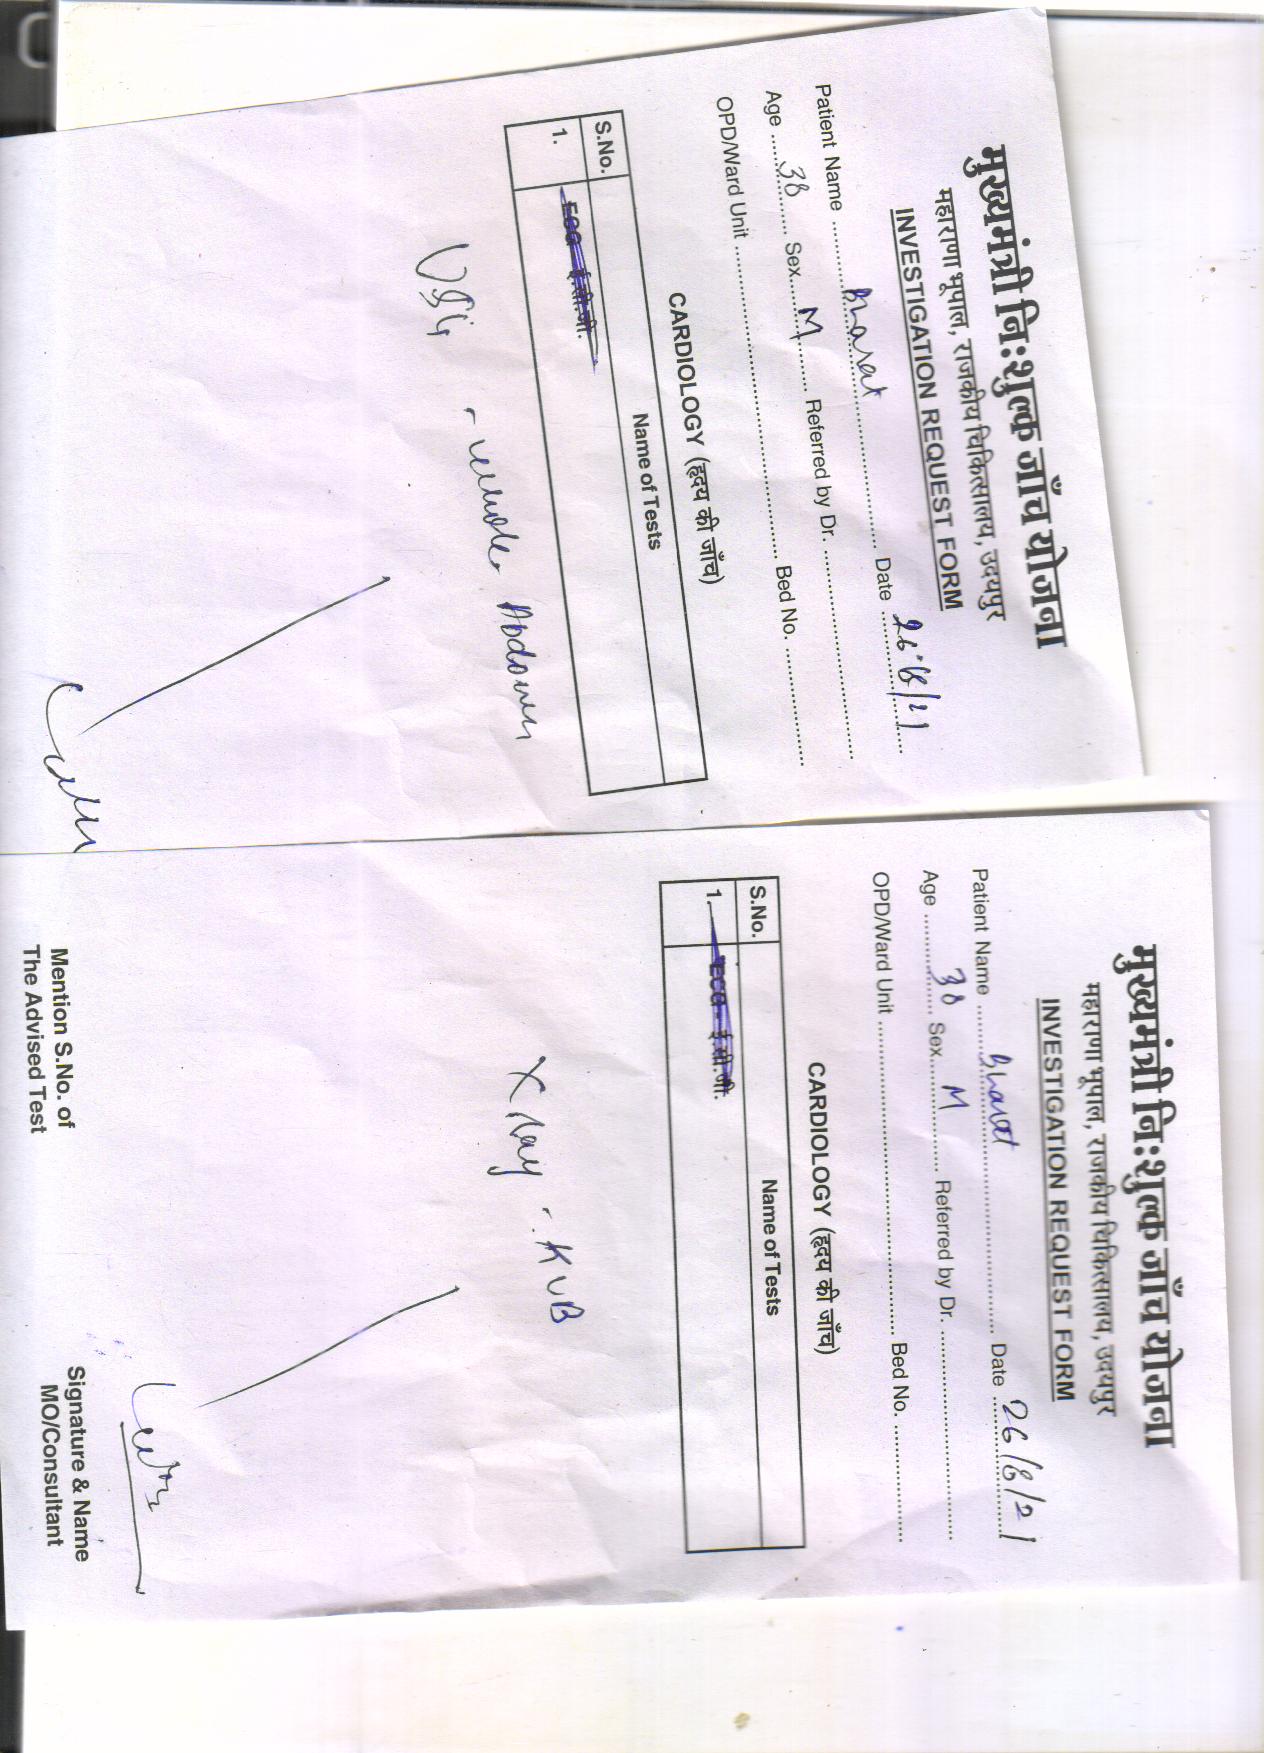 मुख्यमंत्री निःशुल्क जाँच योजना
महाराणा भूपाल, राजकीय चिकित्सालय, उदयपुर
INVESTIGATION REQUEST FORM
Patient Name Bharat Date 26/8/21
Age 38 Sex M Referred by Dr.
OPD/Ward Unit Bed No.
CARDIOLOGY (हृदय की जाँच)
S.No. Name of Tests
1. ECG - ई.सी.जी.
USG - whole Abdomen
मुख्यमंत्री निःशुल्क जाँच योजना
महाराणा भूपाल, राजकीय चिकित्सालय, उदयपुर
INVESTIGATION REQUEST FORM
Patient Name Bharat Date 26/8/21
Age 38 Sex M Referred by Dr.
OPD/Ward Unit Bed No.
CARDIOLOGY (हृदय की जाँच)
S.No. Name of Tests
1. ECG - ई.सी.जी.
X Ray - KUB
Mention S.No. of Signature & Name
The Advised Test MO/Consultant